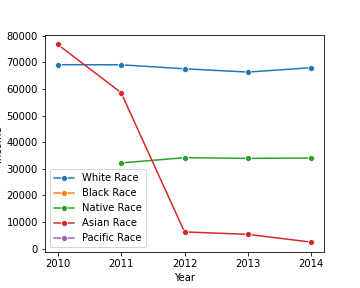 80000
70000
60000
50000
40000
30000
20000
10000
0
White Race
Black Race
Native Race
Asian Race
Pacific Race
2010 2011 2012 2013 2014
Year